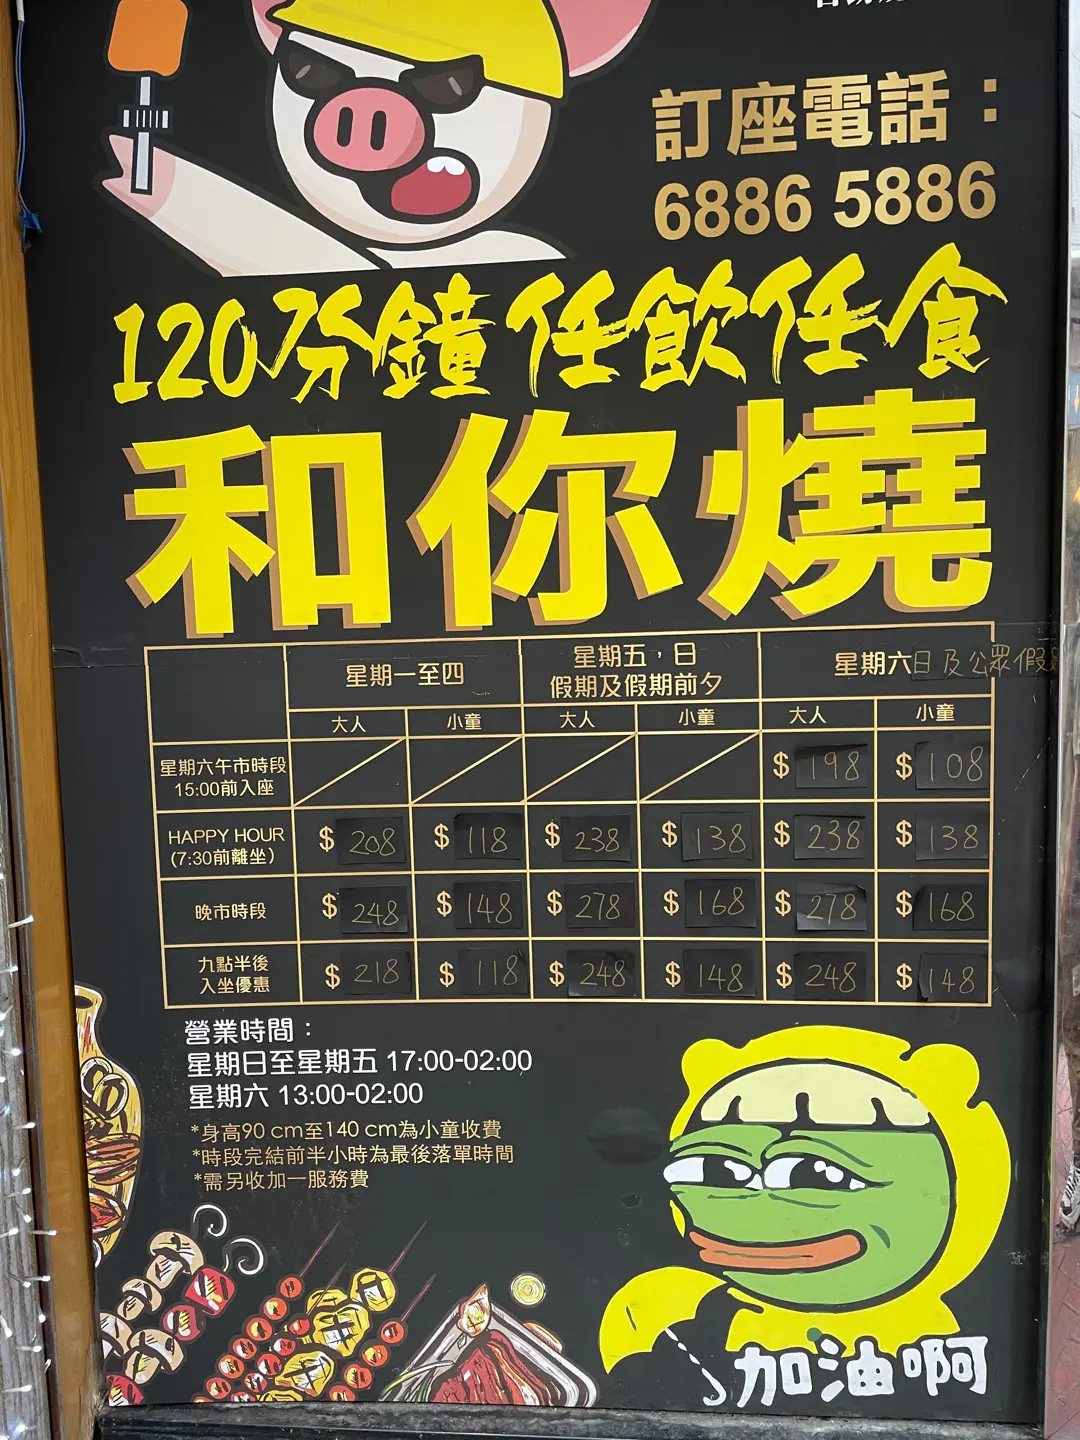 訂座電話：
6886 5886
120分鐘任飲任食
和你燒
星期一至四 星期五，日 假期及假期前夕 星期六日及公眾假
大人 小童 大人 小童 大人 小童
星期六午市時段 15:00前入座 $198 $108
HAPPY HOUR (7:30前離坐) $208 $118 $238 $138 $238 $138
晚市時段 $248 $148 $278 $168 $278 $168
九點半後入坐優惠 $218 $118 $248 $148 $248 $148
營業時間：
星期日至星期五 17:00-02:00
星期六 13:00-02:00
*身高90 cm至140 cm為小童收費
*時段完結前半小時為最後落單時間
*需另收加一服務費
加油啊